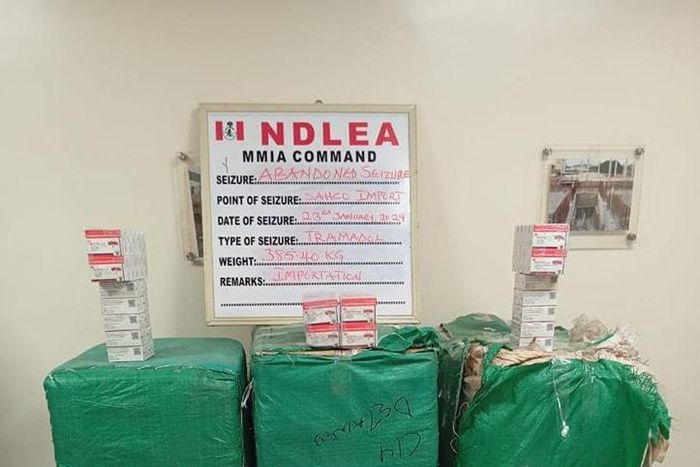 NDLEA
MMIA COMMAND
SEIZURE: ABANDONED SEIZURE
POINT OF SEIZURE: SAHCO IMPORT
DATE OF SEIZURE: 23RD JANUARY, 2024
TYPE OF SEIZURE: TRAMADOL
WEIGHT: 385.40 KG
REMARKS: IMPORTATION